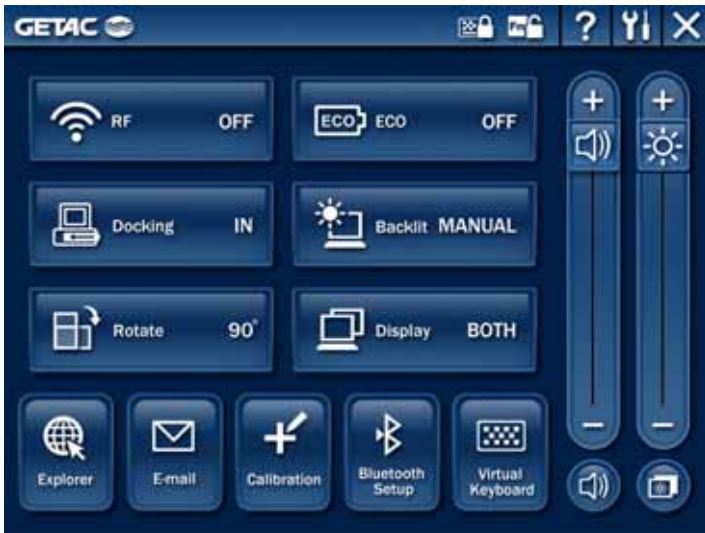 GETAC
?
RF OFF
ECO ECO OFF
Docking IN
Backlit MANUAL
Rotate 90°
Display BOTH
Explorer
E-mail
Calibration
Bluetooth
Setup
Virtual
Keyboard